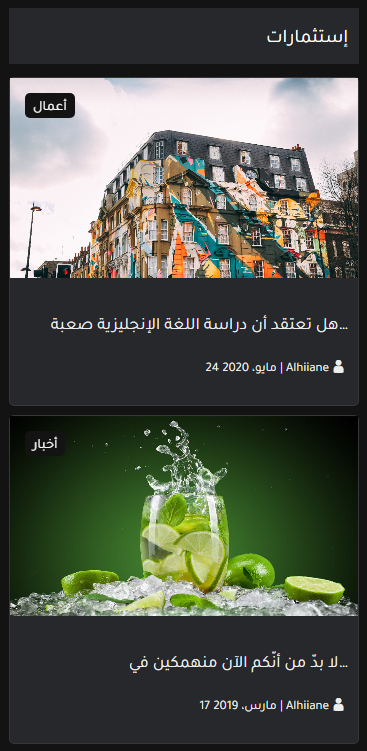 إستثمارات
أعمال
هل تعتقد أن دراسة اللغة الإنجليزية صعبة...
Alhiiane | مايو، 2020 24
أخبار
لا بدّ من أنّكم الآن منهمكين في...
Alhiiane | مارس، 2019 17